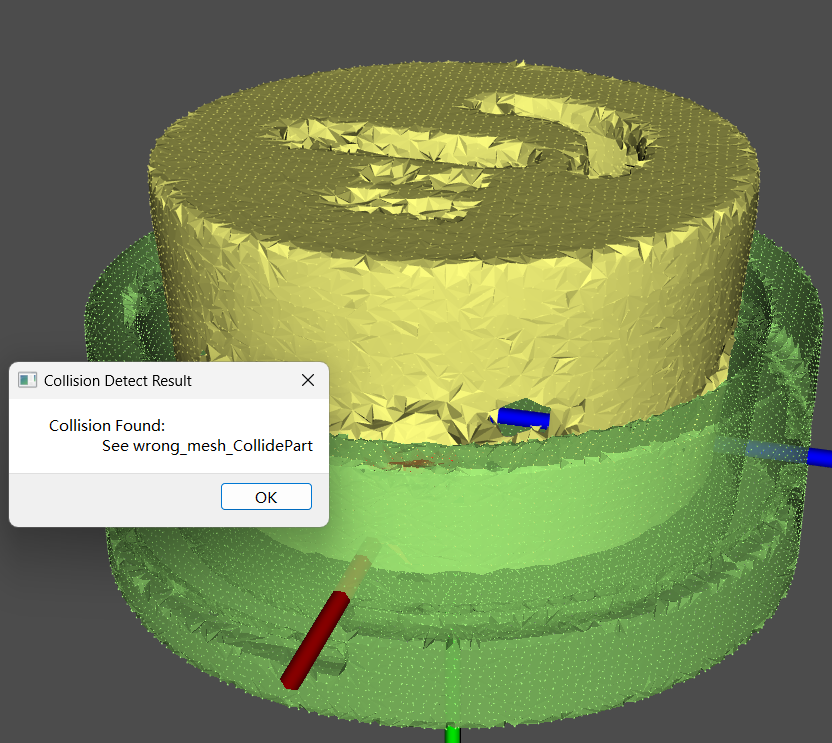 Collision Detect Result
Collision Found:
See wrong_mesh_CollidePart
OK